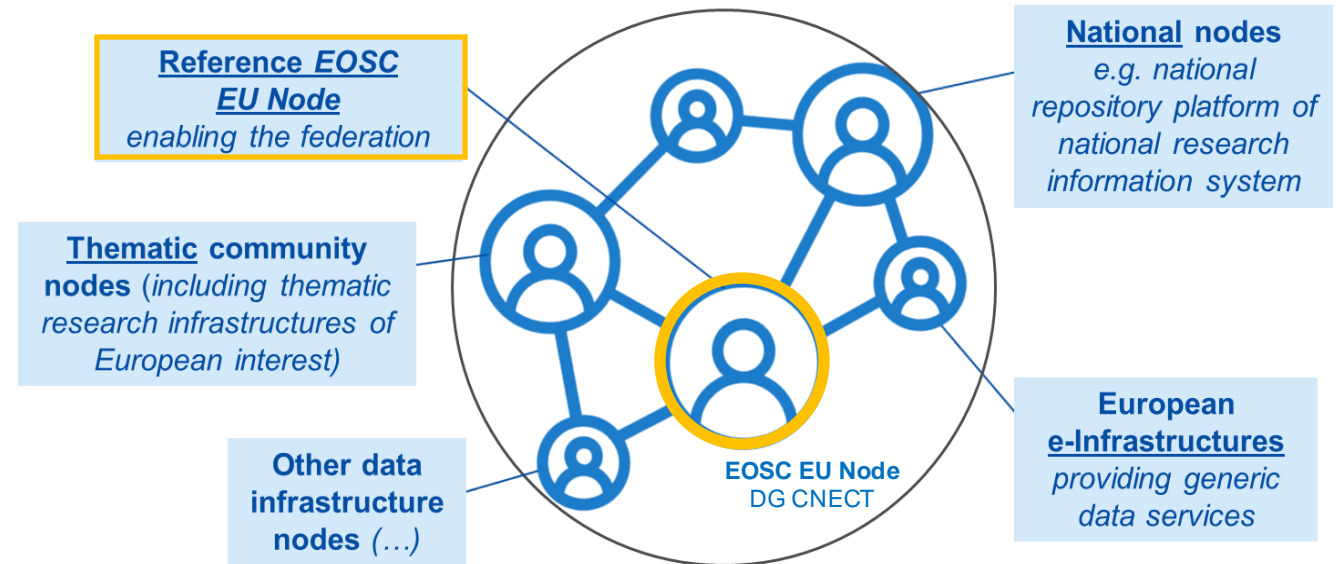 Reference EOSC
EU Node
enabling the federation
National nodes
e.g. national
repository platform of
national research
information system
Thematic community
nodes (including thematic
research infrastructures of
European interest)
Other data
infrastructure
nodes (…)
EOSC EU Node
DG CNECT
European
e-Infrastructures
providing generic
data services